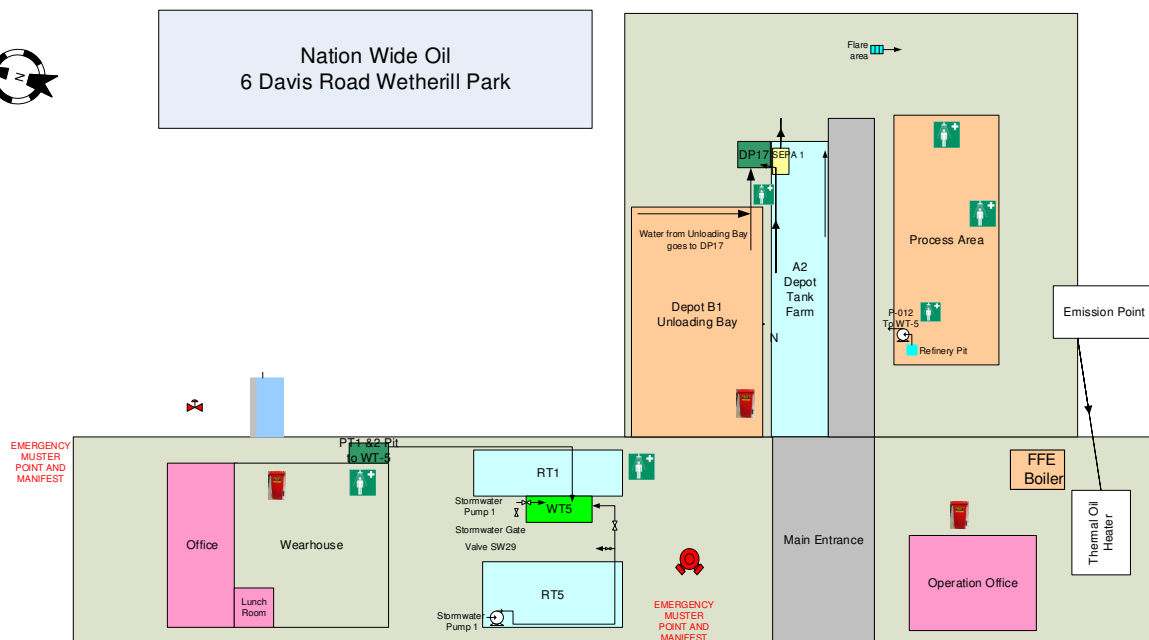 Nation Wide Oil
6 Davis Road Wetherill Park
N
Flare
area
DP17
SEPA 1
Water from Unloading Bay
goes to DP17
Process Area
A2
Depot
Tank
Farm
Depot B1
Unloading Bay
N
P-012
To WT-5
Refinery Pit
Emission Point
EMERGENCY
MUSTER
POINT AND
MANIFEST
PT1 &2 Pit
to WT-5
RT1
FFE
Boiler
Stormwater
Pump 1
WT5
Stormwater Gate
Valve SW29
Office
Wearhouse
Main Entrance
Thermal Oil
Heater
Operation Office
Lunch
Room
RT5
Stormwater
Pump 1
EMERGENCY
MUSTER
POINT AND
MANIFEST